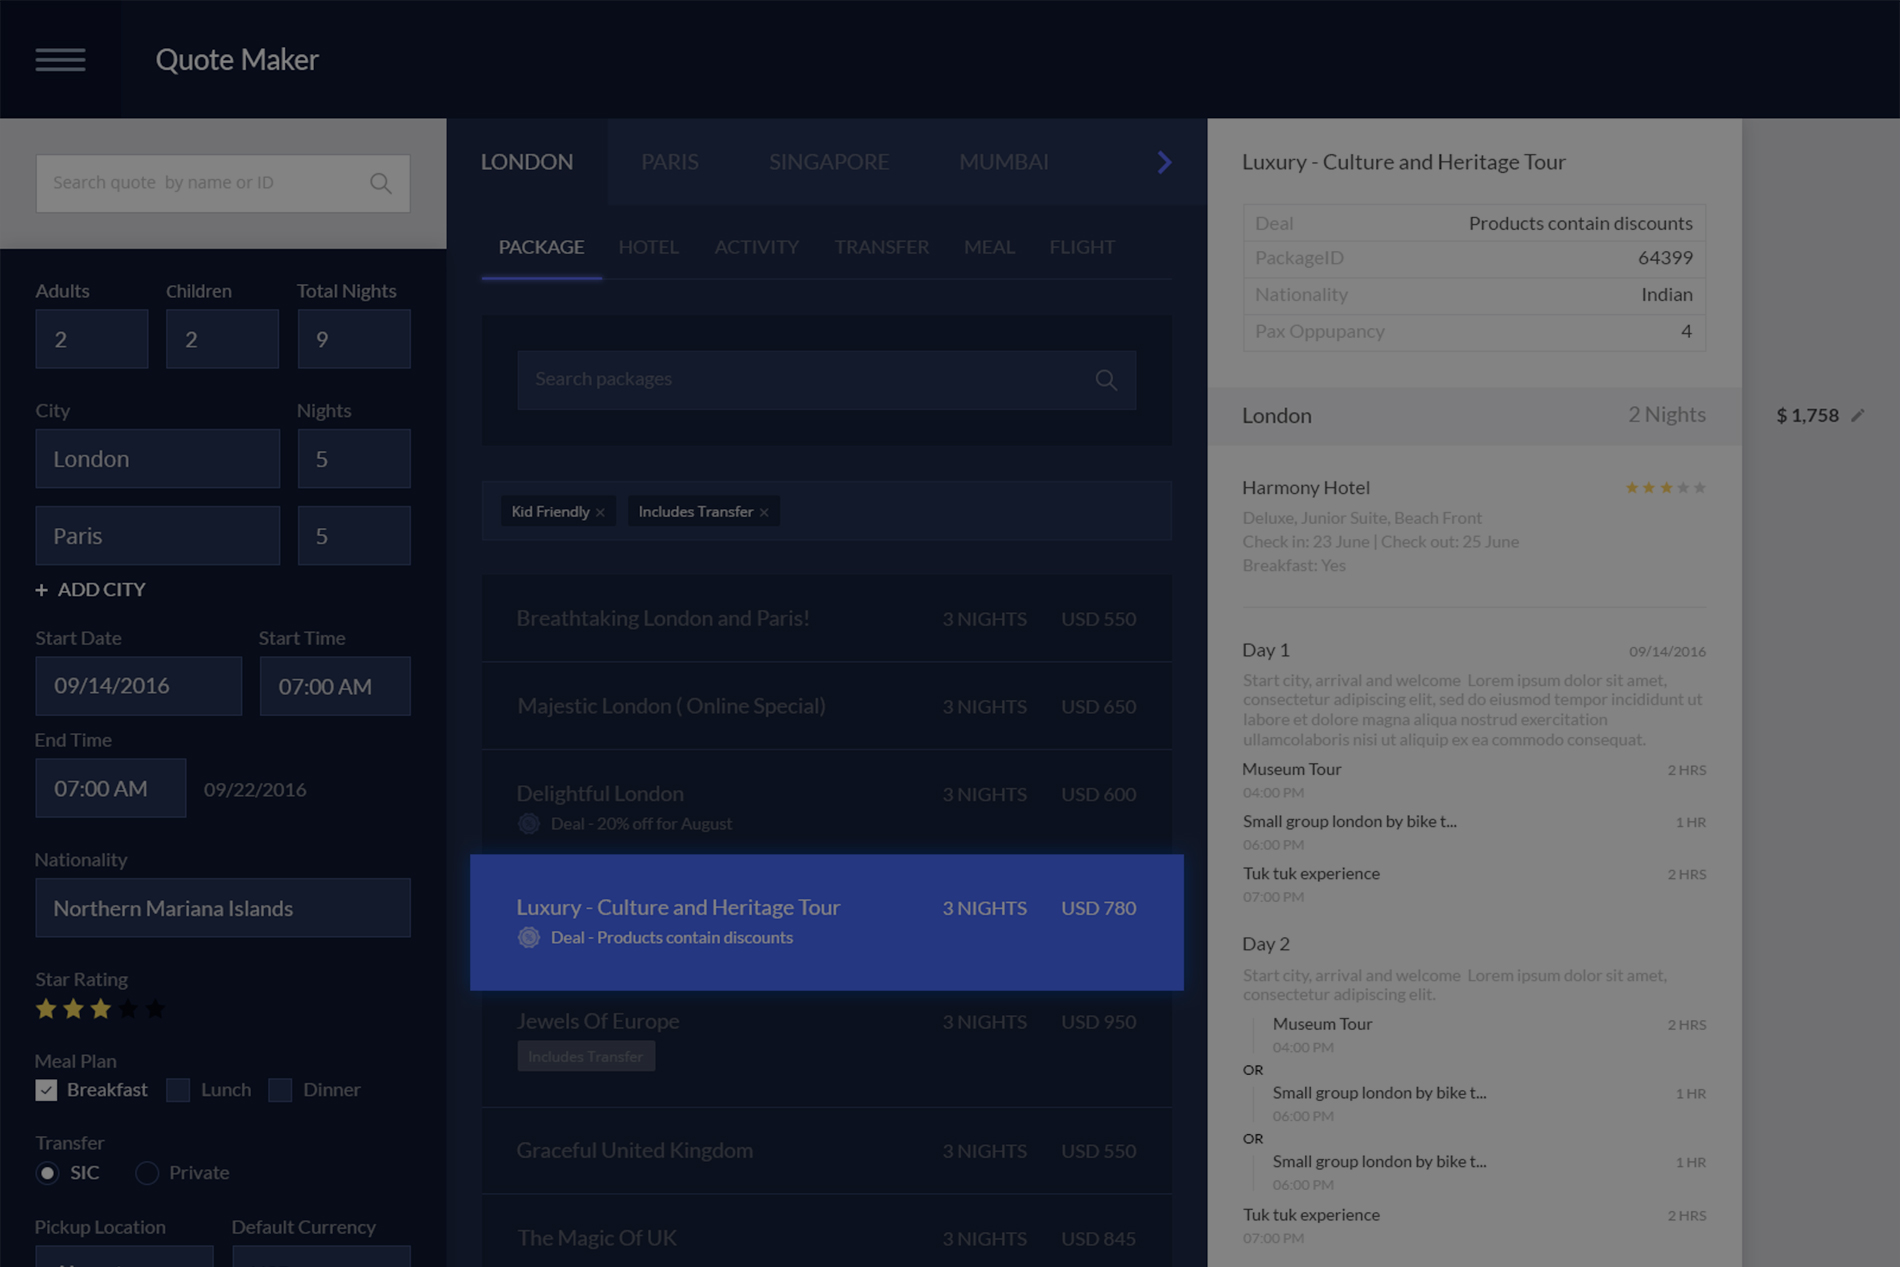 Quote Maker
Search quote by name or ID
Adults Children Total Nights
2 2 9
City Nights
London 5
Paris 5
+ ADD CITY
Start Date Start Time
09/14/2016 07:00 AM
End Time
07:00 AM 09/22/2016
Nationality
Northern Mariana Islands
Star Rating
Meal Plan
Breakfast Lunch Dinner
Transfer
SIC Private
Pickup Location Default Currency
LONDON PARIS SINGAPORE MUMBAI
PACKAGE HOTEL ACTIVITY TRANSFER MEAL FLIGHT
Search packages
Kid Friendly × Includes Transfer ×
Breathtaking London and Paris! 3 NIGHTS USD 550
Majestic London ( Online Special) 3 NIGHTS USD 650
Delightful London 3 NIGHTS USD 600
Deal - 20% off for August
Luxury - Culture and Heritage Tour 3 NIGHTS USD 780
Deal - Products contain discounts
Jewels Of Europe 3 NIGHTS USD 950
Includes Transfer
Graceful United Kingdom 3 NIGHTS USD 550
The Magic Of UK 3 NIGHTS USD 845
Luxury - Culture and Heritage Tour
Deal Products contain discounts
PackageID 64399
Nationality Indian
Pax Oppupancy 4
London 2 Nights $ 1,758
Harmony Hotel
Deluxe, Junior Suite, Beach Front
Check in: 23 June | Check out: 25 June
Breakfast: Yes
Day 1 09/14/2016
Start city, arrival and welcome Lorem ipsum dolor sit amet,
consectetur adipiscing elit, sed do eiusmod tempor incididunt ut
labore et dolore magna aliqua nostrud exercitation
ullamcolaboris nisi ut aliquip ex ea commodo consequat.
Museum Tour 2 HRS
04:00 PM
Small group london by bike t... 1 HR
06:00 PM
Tuk tuk experience 2 HRS
07:00 PM
Day 2
Start city, arrival and welcome Lorem ipsum dolor sit amet,
consectetur adipiscing elit.
Museum Tour 2 HRS
04:00 PM
OR
Small group london by bike t... 1 HR
06:00 PM
OR
Small group london by bike t... 1 HR
06:00 PM
Tuk tuk experience 2 HRS
07:00 PM